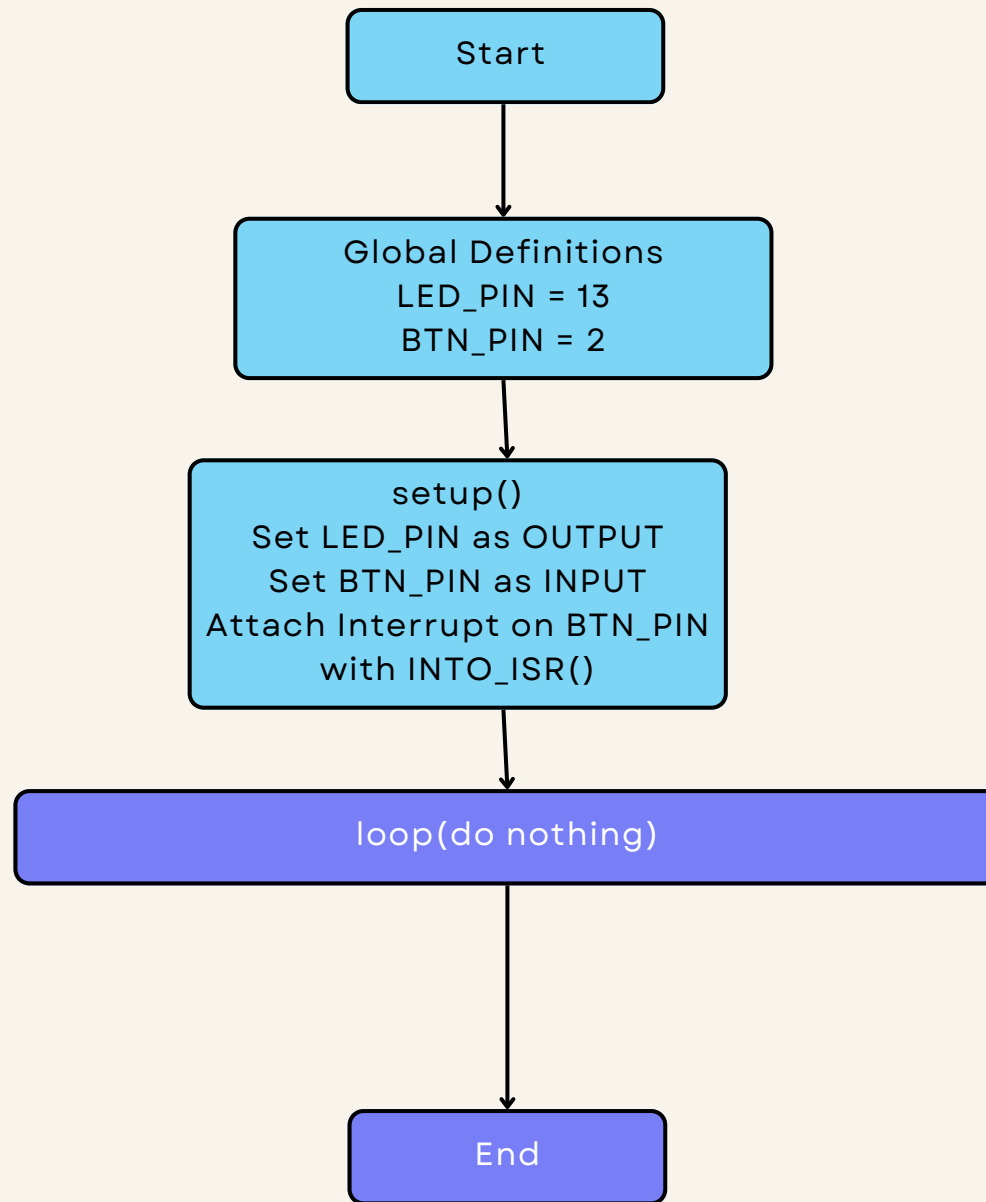 Start
Global Definitions
LED_PIN = 13
BTN_PIN = 2
setup()
Set LED_PIN as OUTPUT
Set BTN_PIN as INPUT
Attach Interrupt on BTN_PIN
with INTO_ISR()
loop(do nothing)
End